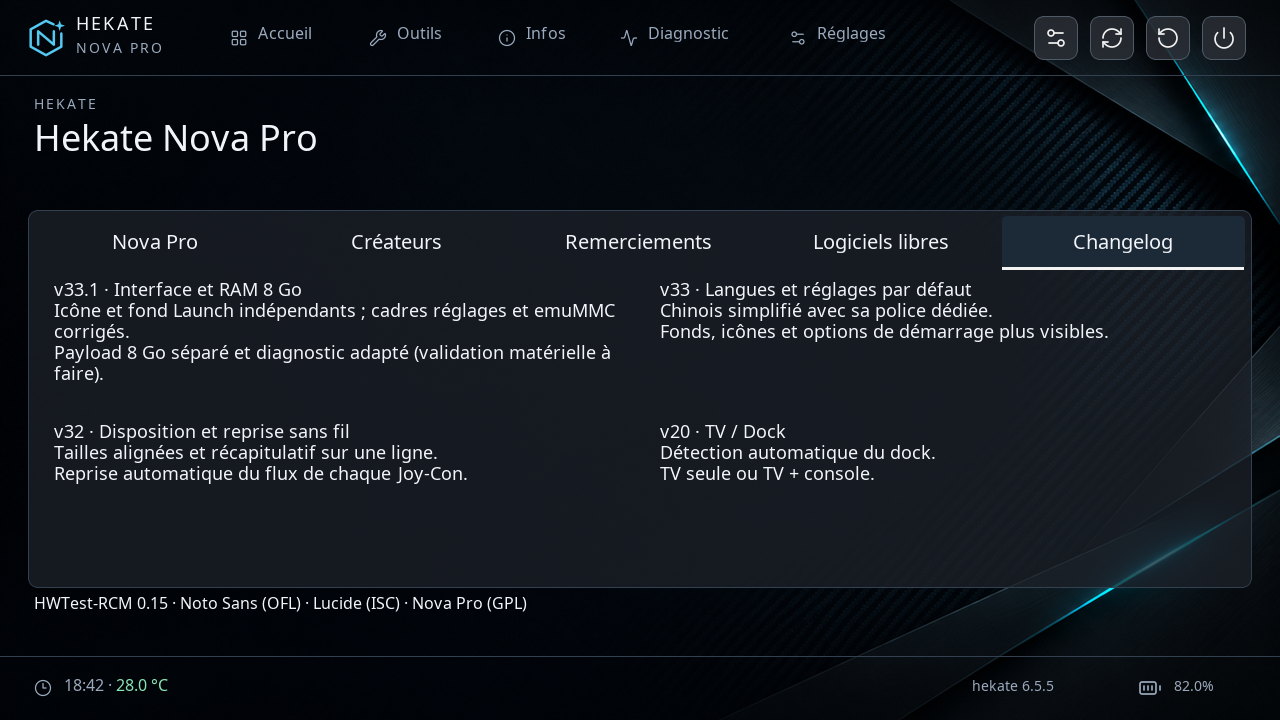 HEKATE
NOVA PRO
Accueil
Outils
Infos
Diagnostic
Réglages
HEKATE
Hekate Nova Pro
Nova Pro
Créateurs
Remerciements
Logiciels libres
Changelog
v33.1 · Interface et RAM 8 Go
Icône et fond Launch indépendants ; cadres réglages et emuMMC
corrigés.
Payload 8 Go séparé et diagnostic adapté (validation matérielle à
faire).
v33 · Langues et réglages par défaut
Chinois simplifié avec sa police dédiée.
Fonds, icônes et options de démarrage plus visibles.
v32 · Disposition et reprise sans fil
Tailles alignées et récapitulatif sur une ligne.
Reprise automatique du flux de chaque Joy-Con.
v20 · TV / Dock
Détection automatique du dock.
TV seule ou TV + console.
HWTest-RCM 0.15 · Noto Sans (OFL) · Lucide (ISC) · Nova Pro (GPL)
18:42 · 28.0 °C
hekate 6.5.5
82.0%